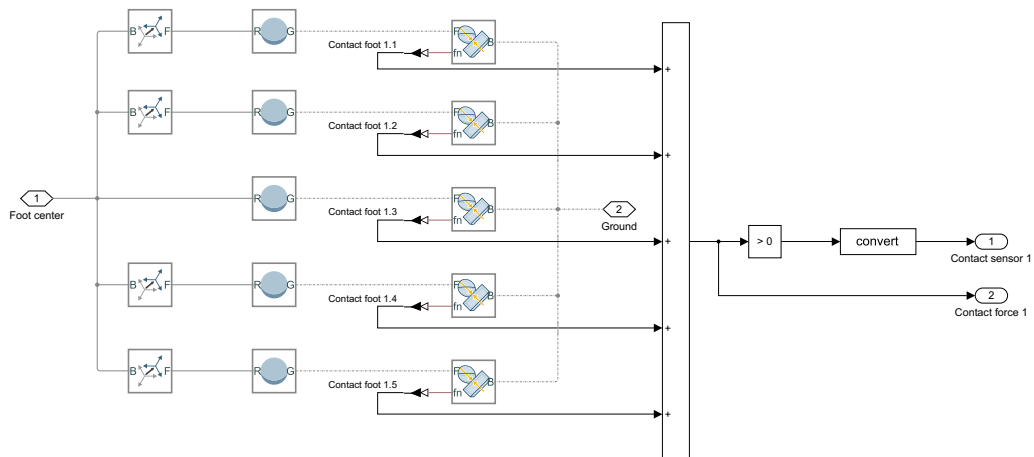 B F R G F B fn
Contact foot 1.1
+
B F R G F B fn
Contact foot 1.2
+
1
Foot center
R G F B fn
Contact foot 1.3
2
Ground
+
> 0
convert
1
Contact sensor 1
B F R G F B fn
Contact foot 1.4
2
Contact force 1
+
B F R G F B fn
Contact foot 1.5
+